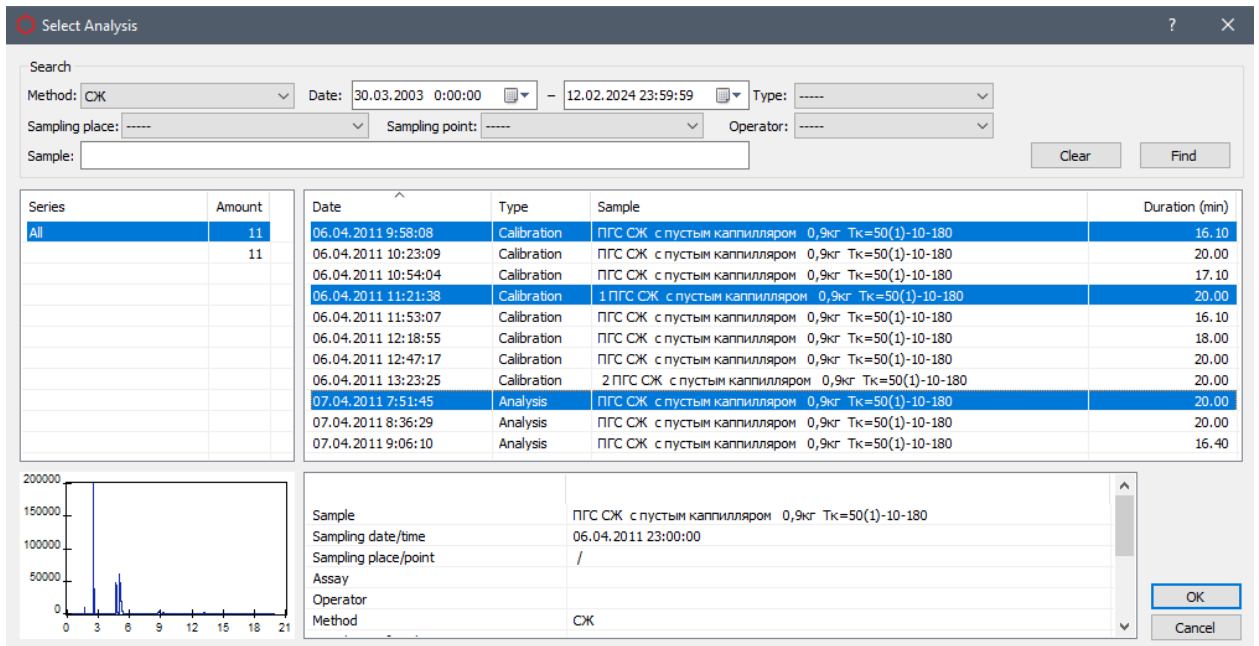 Select Analysis ?
Search
Method: СЖ Date: 30.03.2003 0:00:00 – 12.02.2024 23:59:59 Type: -----
Sampling place: ----- Sampling point: ----- Operator: -----
Sample: Clear Find
Series Amount
All 11
11
Date Type Sample Duration (min)
06.04.2011 9:58:08 Calibration ПГС СЖ с пустым каппилляром 0,9кг Тк=50(1)-10-180 16.10
06.04.2011 10:23:09 Calibration ПГС СЖ с пустым каппилляром 0,9кг Тк=50(1)-10-180 20.00
06.04.2011 10:54:04 Calibration ПГС СЖ с пустым каппилляром 0,9кг Тк=50(1)-10-180 17.10
06.04.2011 11:21:38 Calibration 1ПГС СЖ с пустым каппилляром 0,9кг Тк=50(1)-10-180 20.00
06.04.2011 11:53:07 Calibration ПГС СЖ с пустым каппилляром 0,9кг Тк=50(1)-10-180 16.10
06.04.2011 12:18:55 Calibration ПГС СЖ с пустым каппилляром 0,9кг Тк=50(1)-10-180 18.00
06.04.2011 12:47:17 Calibration ПГС СЖ с пустым каппилляром 0,9кг Тк=50(1)-10-180 20.00
06.04.2011 13:23:25 Calibration 2ПГС СЖ с пустым каппилляром 0,9кг Тк=50(1)-10-180 20.00
07.04.2011 7:51:45 Analysis ПГС СЖ с пустым каппилляром 0,9кг Тк=50(1)-10-180 20.00
07.04.2011 8:36:29 Analysis ПГС СЖ с пустым каппилляром 0,9кг Тк=50(1)-10-180 20.00
07.04.2011 9:06:10 Analysis ПГС СЖ с пустым каппилляром 0,9кг Тк=50(1)-10-180 16.40
200000
150000
100000
50000
0
0 3 6 9 12 15 18 21
Sample ПГС СЖ с пустым каппилляром 0,9кг Тк=50(1)-10-180
Sampling date/time 06.04.2011 23:00:00
Sampling place/point /
Assay
Operator
Method СЖ
OK
Cancel